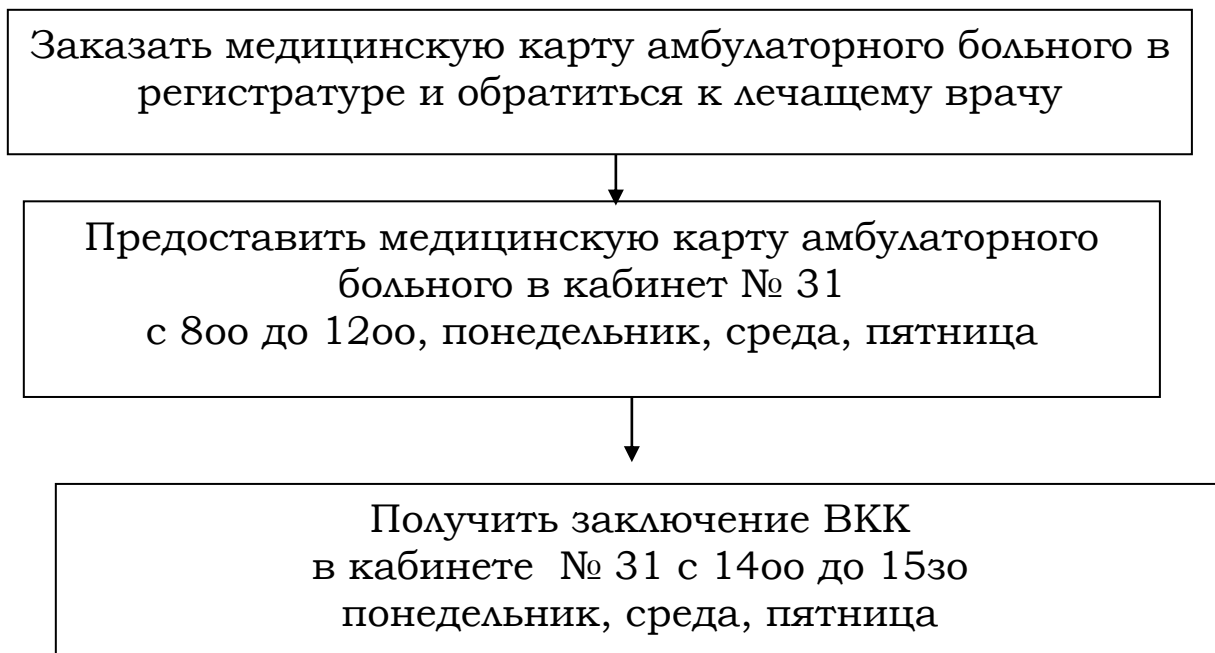 Заказать медицинскую карту амбулаторного больного в
регистратуре и обратиться к лечащему врачу
Предоставить медицинскую карту амбулаторного
больного в кабинет № 31
с 8оо до 12оо, понедельник, среда, пятница
Получить заключение ВКК
в кабинете № 31 с 14оо до 15зо
понедельник, среда, пятница